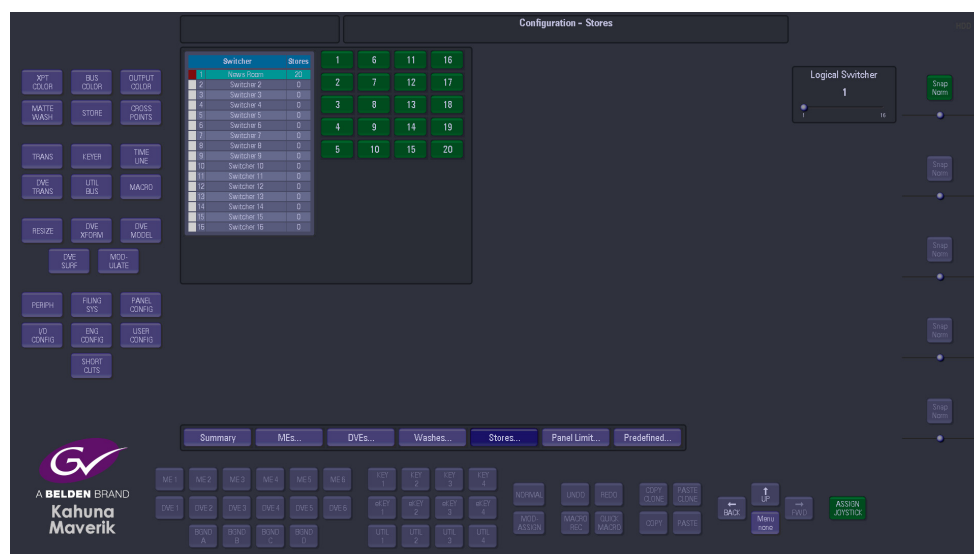 Configuration - Stores
Switcher Stores
1 News Room 20
2 Switcher 2 0
3 Switcher 3 0
4 Switcher 4 0
5 Switcher 5 0
6 Switcher 6 0
7 Switcher 7 0
8 Switcher 8 0
9 Switcher 9 0
10 Switcher 10 0
11 Switcher 11 0
12 Switcher 12 0
13 Switcher 13 0
14 Switcher 14 0
15 Switcher 15 0
16 Switcher 16 0
1 6 11 16
2 7 12 17
3 8 13 18
4 9 14 19
5 10 15 20
Logical Switcher
1
1 16
Snap
Norm
Snap
Norm
Snap
Norm
Snap
Norm
Snap
Norm
XPT
COLOR
BUS
COLOR
OUTPUT
COLOR
MATTE
WASH
STORE
CROSS
POINTS
TRANS
KEYER
TIME
LINE
DVE
TRANS
UTIL
BUS
MACRO
RESIZE
DVE
XFORM
DVE
MODEL
DVE
SURF
MOD-
ULATE
PERIPH
FILING
SYS
PANEL
CONFIG
I/O
CONFIG
ENG
CONFIG
USER
CONFIG
SHORT
CUTS
Summary MEs... DVEs... Washes... Stores... Panel Limit... Predefined...
GV
A BELDEN BRAND
Kahuna
Maverik
ME 1 ME 2 ME 3 ME 4 ME 5 ME 6
DVE 1 DVE 2 DVE 3 DVE 4 DVE 5 DVE 6
BGND
A
BGND
B
BGND
C
BGND
D
KEY
1
KEY
2
KEY
3
KEY
4
UTIL
1
UTIL
2
UTIL
3
UTIL
4
NORMAL
UNDO
REDO
COPY
CLONE
PASTE
CLONE
MOD-
ASSIGN
MACRO
REC
QUICK
MACRO
COPY
PASTE
←
BACK
↑
UP
Menu
none
→
FWD
ASSIGN
JOYSTICK